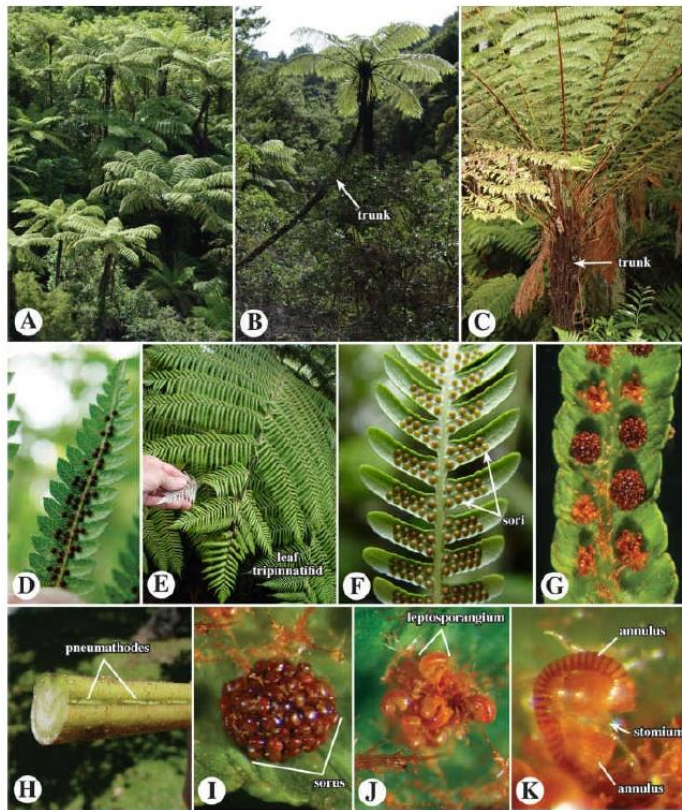 A
trunk
B
trunk
C
D
leaf
tripinnatifid
E
sori
F
G
pneumathodes
H
sorus
I
leptosporangium
J
annulus
stomium
annulus
K